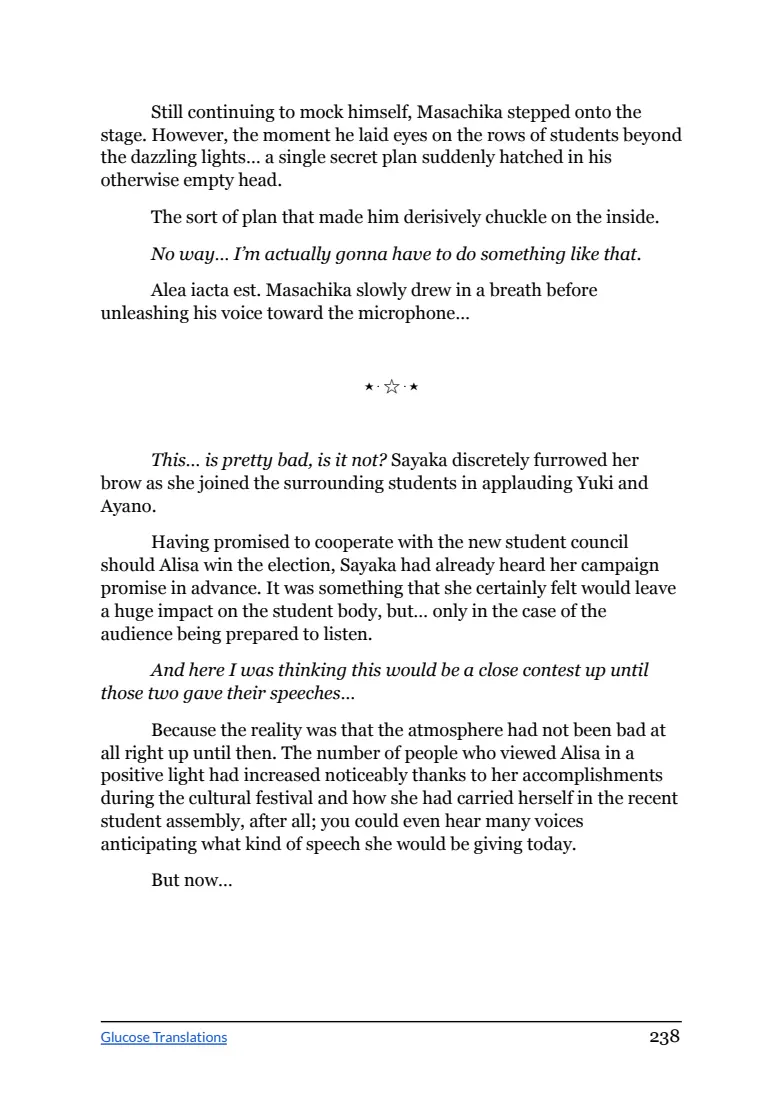 Still continuing to mock himself, Masachika stepped onto the
stage. However, the moment he laid eyes on the rows of students beyond
the dazzling lights… a single secret plan suddenly hatched in his
otherwise empty head.
The sort of plan that made him derisively chuckle on the inside.
No way… I’m actually gonna have to do something like that.
Alea iacta est. Masachika slowly drew in a breath before
unleashing his voice toward the microphone…
⋆·☆·⋆
This… is pretty bad, is it not? Sayaka discretely furrowed her
brow as she joined the surrounding students in applauding Yuki and
Ayano.
Having promised to cooperate with the new student council
should Alisa win the election, Sayaka had already heard her campaign
promise in advance. It was something that she certainly felt would leave
a huge impact on the student body, but… only in the case of the
audience being prepared to listen.
And here I was thinking this would be a close contest up until
those two gave their speeches…
Because the reality was that the atmosphere had not been bad at
all right up until then. The number of people who viewed Alisa in a
positive light had increased noticeably thanks to her accomplishments
during the cultural festival and how she had carried herself in the recent
student assembly, after all; you could even hear many voices
anticipating what kind of speech she would be giving today.
But now…
Glucose Translations 238